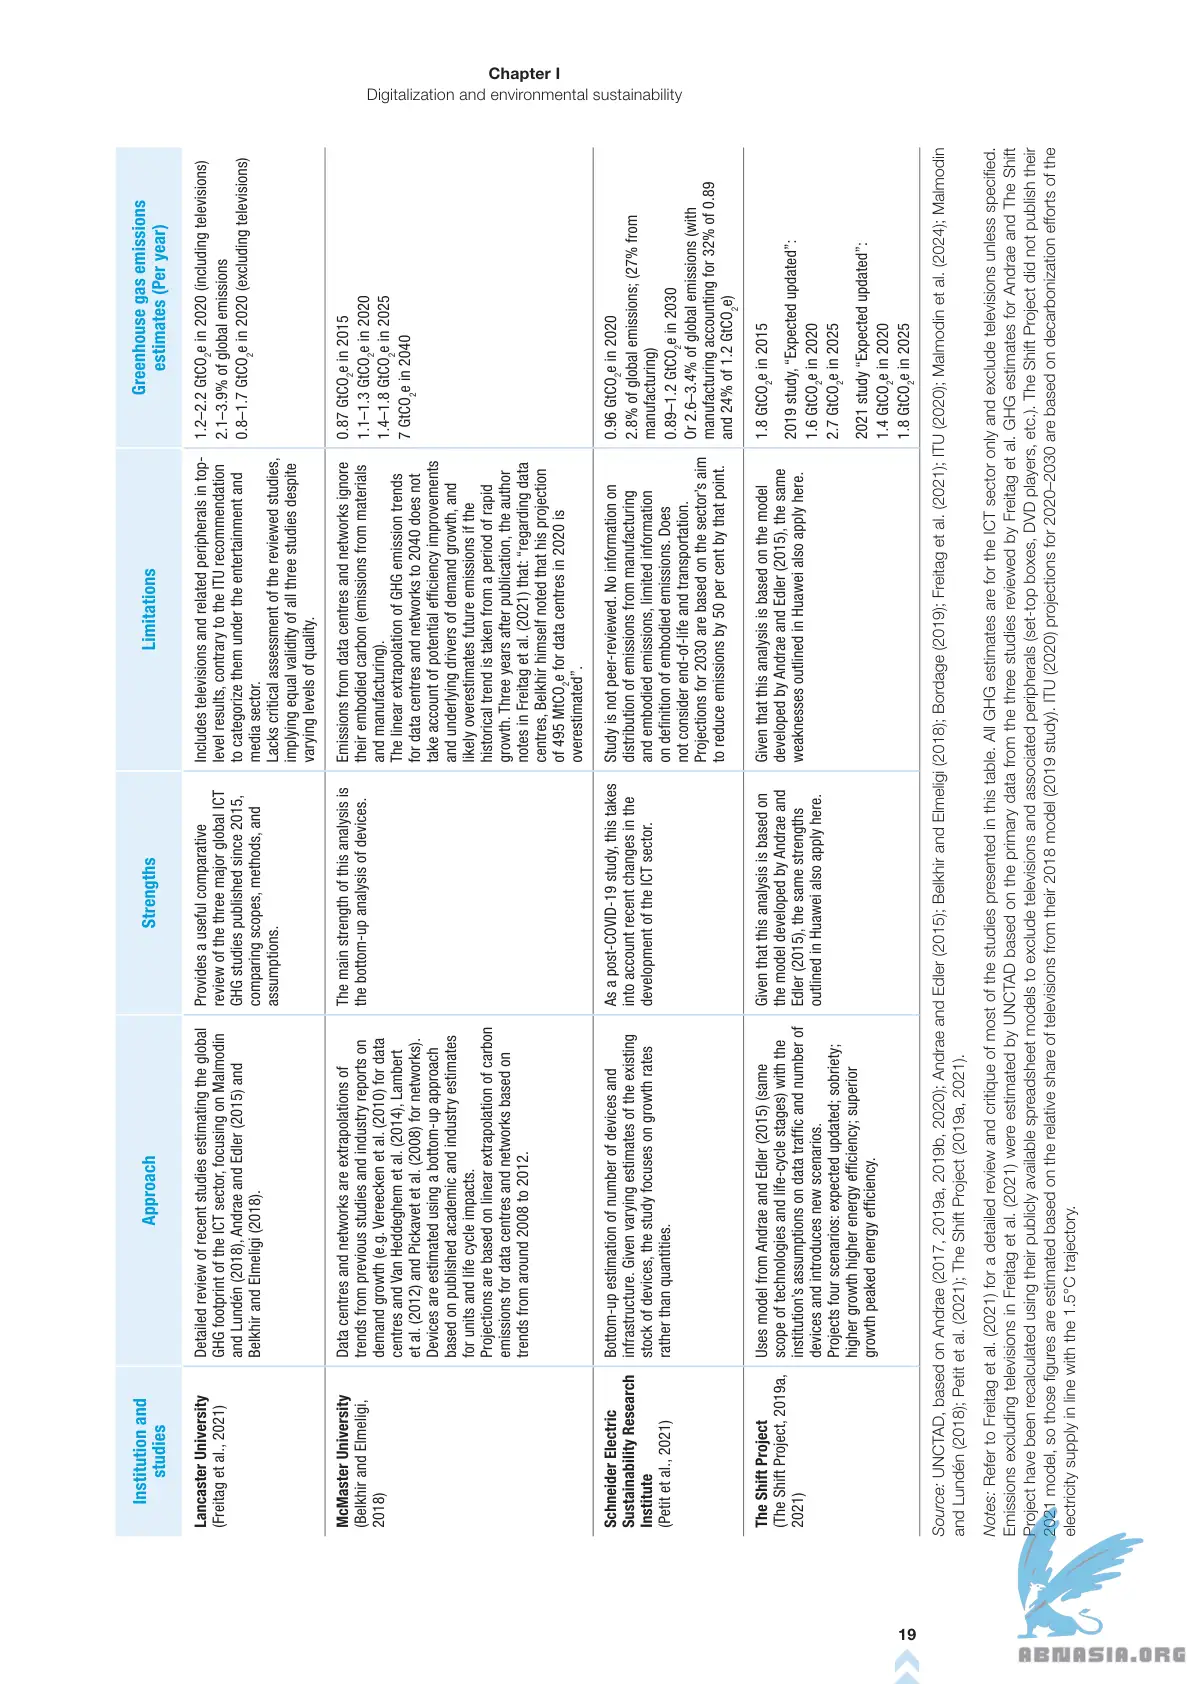 Chapter I
Digitalization and environmental sustainability
Institution and
studies
Approach
Strengths
Limitations
Greenhouse gas emissions
estimates (Per year)
Lancaster University
(Freitag et al., 2021)
Detailed review of recent studies estimating the global
GHG footprint of the ICT sector, focusing on Malmodin
and Lundén (2018), Andrae and Edler (2015) and
Belkhir and Elmeligi (2018).
Provides a useful comparative
review of the three major global ICT
GHG studies published since 2015,
comparing scopes, methods, and
assumptions.
Includes televisions and related peripherals in top-
level results, contrary to the ITU recommendation
to categorize them under the entertainment and
media sector.
Lacks critical assessment of the reviewed studies,
implying equal validity of all three studies despite
varying levels of quality.
1.2–2.2 GtCO2e in 2020 (including televisions)
2.1–3.9% of global emissions
0.8–1.7 GtCO2e in 2020 (excluding televisions)
McMaster University
(Belkhir and Elmeligi,
2018)
Data centres and networks are extrapolations of
trends from previous studies and industry reports on
demand growth (e.g. Vereecken et al. (2010) for data
centres and Van Heddeghem et al. (2014), Lambert
et al. (2012) and Pickavet et al. (2008) for networks).
Devices are estimated using a bottom-up approach
based on published academic and industry estimates
for units and life cycle impacts.
Projections are based on linear extrapolation of carbon
emissions for data centres and networks based on
trends from around 2008 to 2012.
The main strength of this analysis is
the bottom-up analysis of devices.
Emissions from data centres and networks ignore
their embodied carbon (emissions from materials
and manufacturing).
The linear extrapolation of GHG emission trends
for data centres and networks to 2040 does not
take account of potential efficiency improvements
and underlying drivers of demand growth, and
likely overestimates future emissions if the
historical trend is taken from a period of rapid
growth. Three years after publication, the author
notes in Freitag et al. (2021) that: “regarding data
centres, Belkhir himself noted that his projection
of 495 MtCO2e for data centres in 2020 is
overestimated”.
0.87 GtCO2e in 2015
1.1–1.3 GtCO2e in 2020
1.4–1.8 GtCO2e in 2025
7 GtCO2e in 2040
Schneider Electric
Sustainability Research
Institute
(Petit et al., 2021)
Bottom-up estimation of number of devices and
infrastructure. Given varying estimates of the existing
stock of devices, the study focuses on growth rates
rather than quantities.
As a post-COVID-19 study, this takes
into account recent changes in the
development of the ICT sector.
Study is not peer-reviewed. No information on
distribution of emissions from manufacturing
and embodied emissions, limited information
on definition of embodied emissions. Does
not consider end-of-life and transportation.
Projections for 2030 are based on the sector’s aim
to reduce emissions by 50 per cent by that point.
0.96 GtCO2e in 2020
2.8% of global emissions; (27% from
manufacturing)
0.89–1.2 GtCO2e in 2030
Or 2.6–3.4% of global emissions (with
manufacturing accounting for 32% of 0.89
and 24% of 1.2 GtCO2e)
The Shift Project
(The Shift Project, 2019a,
2021)
Uses model from Andrae and Edler (2015) (same
scope of technologies and life-cycle stages) with the
institution’s assumptions on data traffic and number of
devices and introduces new scenarios.
Projects four scenarios: expected updated; sobriety;
higher growth higher energy efficiency; superior
growth peaked energy efficiency.
Given that this analysis is based on
the model developed by Andrae and
Edler (2015), the same strengths
outlined in Huawei also apply here.
Given that this analysis is based on the model
developed by Andrae and Edler (2015), the same
weaknesses outlined in Huawei also apply here.
1.8 GtCO2e in 2015
2019 study, “Expected updated”:
1.6 GtCO2e in 2020
2.7 GtCO2e in 2025
2021 study “Expected updated”:
1.4 GtCO2e in 2020
1.8 GtCO2e in 2025
Source: UNCTAD, based on Andrae (2017, 2019a, 2019b, 2020); Andrae and Edler (2015); Belkhir and Elmeligi (2018); Bordage (2019); Freitag et al. (2021); ITU (2020); Malmodin et al. (2024); Malmodin
and Lundén (2018); Petit et al. (2021); The Shift Project (2019a, 2021).
Notes: Refer to Freitag et al. (2021) for a detailed review and critique of most of the studies presented in this table. All GHG estimates are for the ICT sector only and exclude televisions unless specified.
Emissions excluding televisions in Freitag et al. (2021) were estimated by UNCTAD based on the primary data from the three studies reviewed by Freitag et al. GHG estimates for Andrae and The Shift
Project have been recalculated using their publicly available spreadsheet models to exclude televisions and associated peripherals (set-top boxes, DVD players, etc.). The Shift Project did not publish their
2021 model, so those figures are estimated based on the relative share of televisions from their 2018 model (2019 study). ITU (2020) projections for 2020–2030 are based on decarbonization efforts of the
electricity supply in line with the 1.5°C trajectory.
19
ABNASIA.ORG